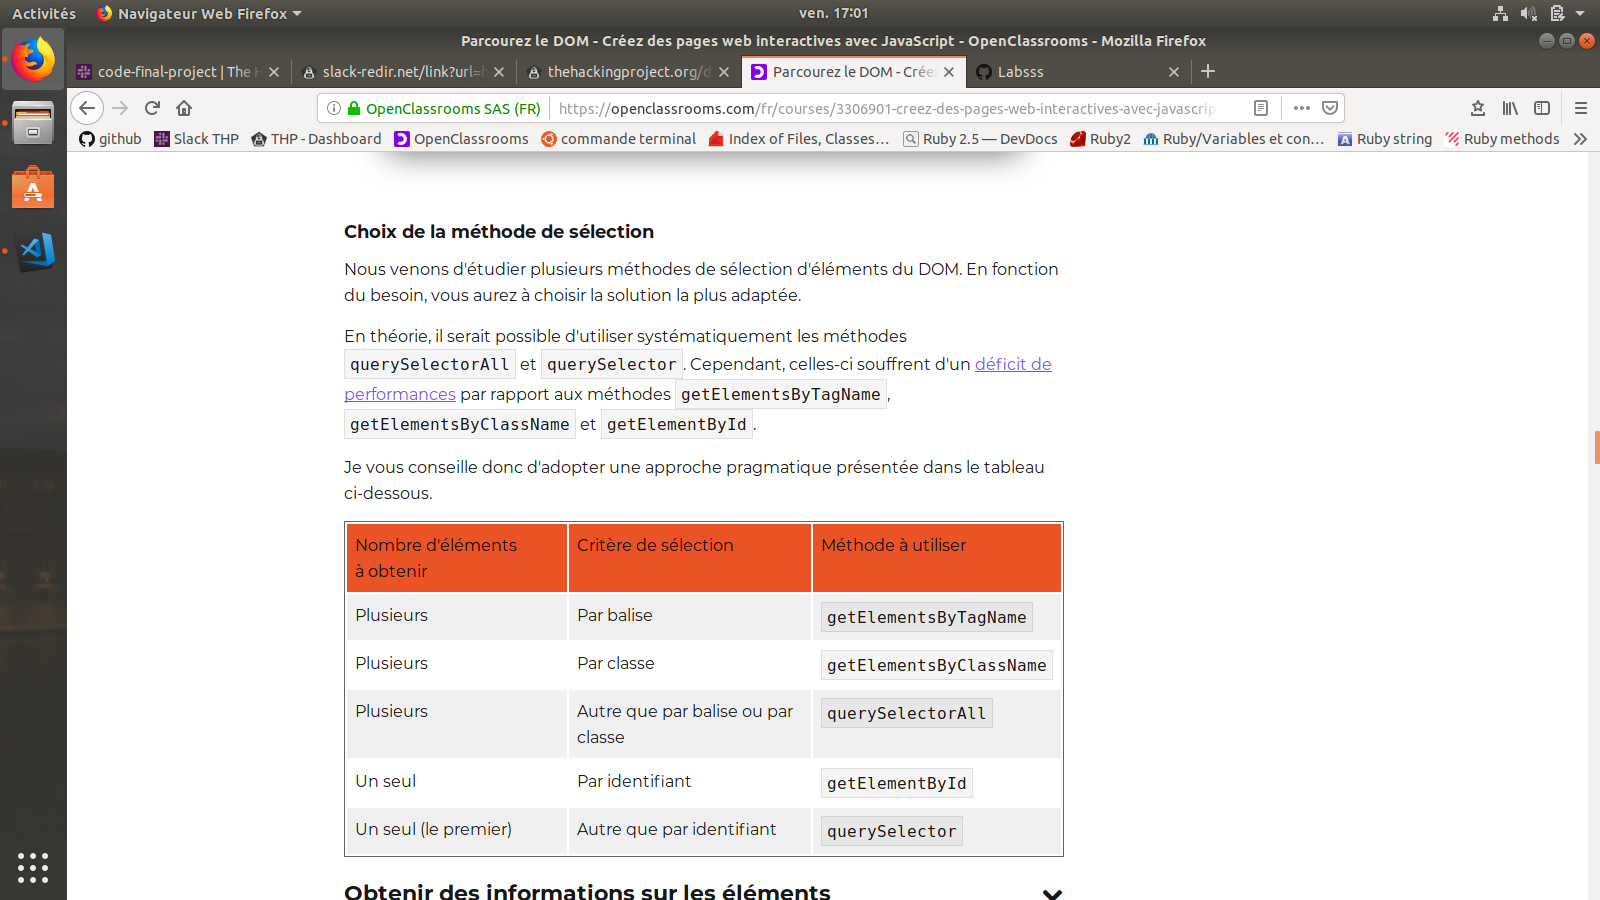 Activités Navigateur Web Firefox ven. 17:01
Parcourez le DOM - Créez des pages web interactives avec JavaScript - OpenClassrooms - Mozilla Firefox
code-final-project | The H slack-redir.net/link?url=h thehackingproject.org/d Parcourez le DOM - Créez Labsss
OpenClassrooms SAS (FR) https://openclassrooms.com/fr/courses/3306901-creez-des-pages-web-interactives-avec-javascrip
github Slack THP THP - Dashboard OpenClassrooms commande terminal Index of Files, Classes... Ruby 2.5 — DevDocs Ruby2 Ruby/Variables et con... Ruby string Ruby methods
Choix de la méthode de sélection
Nous venons d'étudier plusieurs méthodes de sélection d'éléments du DOM. En fonction
du besoin, vous aurez à choisir la solution la plus adaptée.
En théorie, il serait possible d'utiliser systématiquement les méthodes
querySelectorAll et querySelector. Cependant, celles-ci souffrent d'un déficit de
performances par rapport aux méthodes getElementsByTagName,
getElementsByClassName et getElementById.
Je vous conseille donc d'adopter une approche pragmatique présentée dans le tableau
ci-dessous.
Nombre d'éléments
à obtenir
Critère de sélection
Méthode à utiliser
Plusieurs Par balise getElementsByTagName
Plusieurs Par classe getElementsByClassName
Plusieurs Autre que par balise ou par
classe
querySelectorAll
Un seul Par identifiant getElementById
Un seul (le premier) Autre que par identifiant querySelector
Obtenir des informations sur les éléments